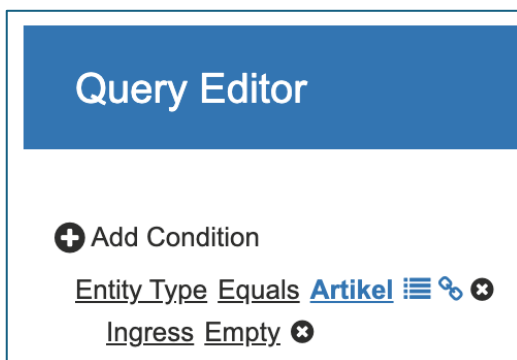 Query Editor
Add Condition
Entity Type Equals Artikel
Ingress Empty